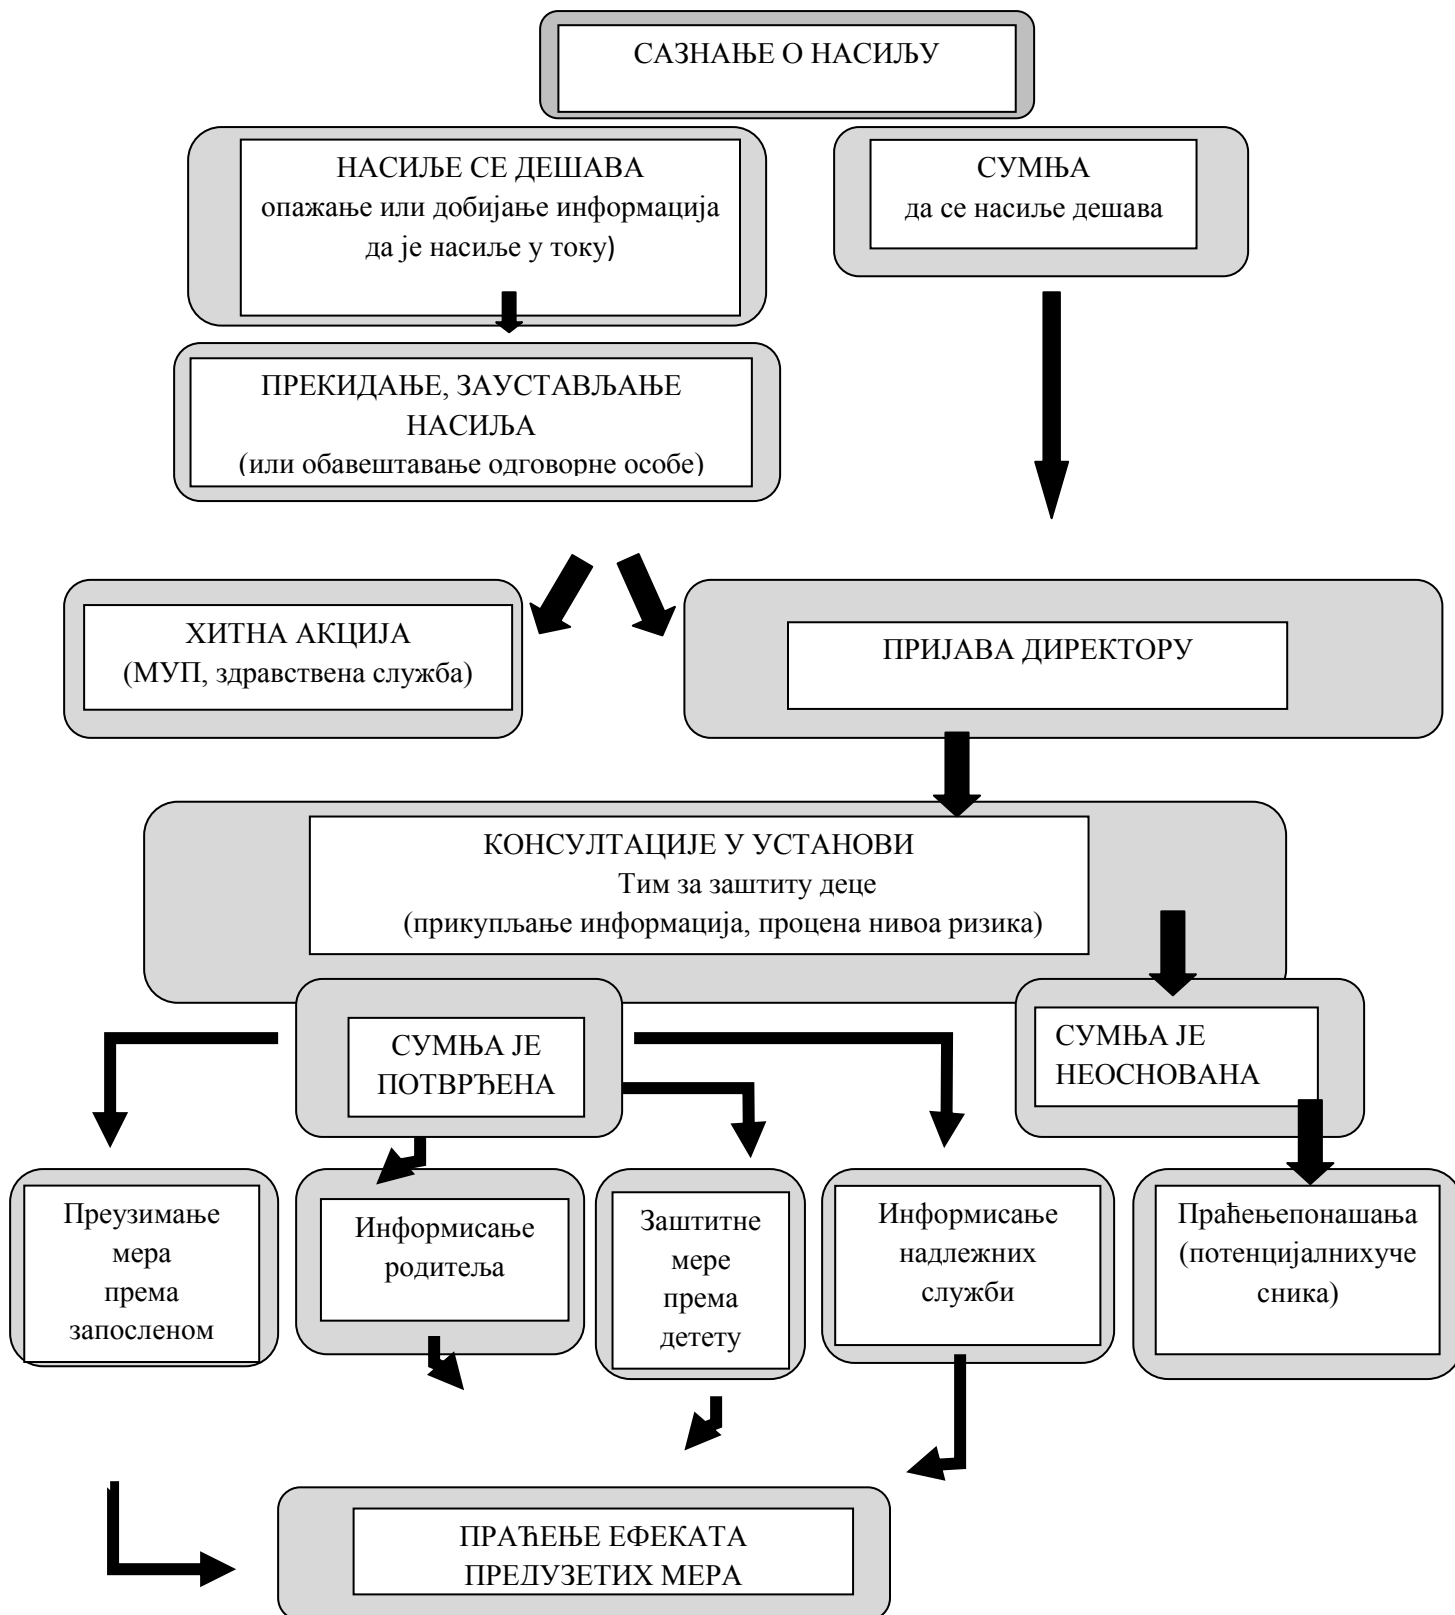 САЗНАЊЕ О НАСИЉУ
НАСИЉЕ СЕ ДЕШАВА
опажање или добијање информација
да је насиље у току)
СУМЊА
да се насиље дешава
ПРЕКИДАЊЕ, ЗАУСТАВЉАЊЕ
НАСИЉА
(или обавештавање одговорне особе)
ХИТНА АКЦИЈА
(МУП, здравствена служба)
ПРИЈАВА ДИРЕКТОРУ
КОНСУЛТАЦИЈЕ У УСТАНОВИ
Тим за заштиту деце
(прикупљање информација, процена нивоа ризика)
СУМЊА ЈЕ
ПОТВРЂЕНА
СУМЊА ЈЕ
НЕОСНОВАНА
Преузимање
мера
према
запосленом
Информисање
родитеља
Заштитне
мере
према
детету
Информисање
надлежних
служби
Праћењепонашања
(потенцијалнихуче
сника)
ПРАЋЕЊЕ ЕФЕКАТА
ПРЕДУЗЕТИХ МЕРА